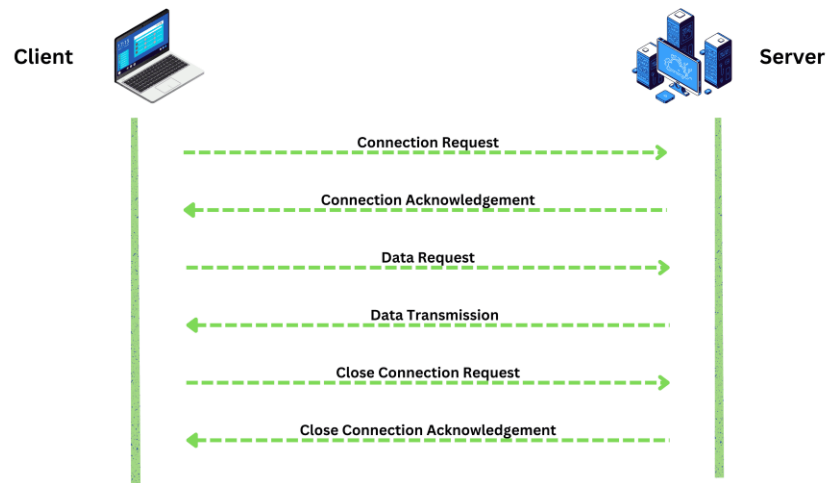 Client
Server
Connection Request
Connection Acknowledgement
Data Request
Data Transmission
Close Connection Request
Close Connection Acknowledgement